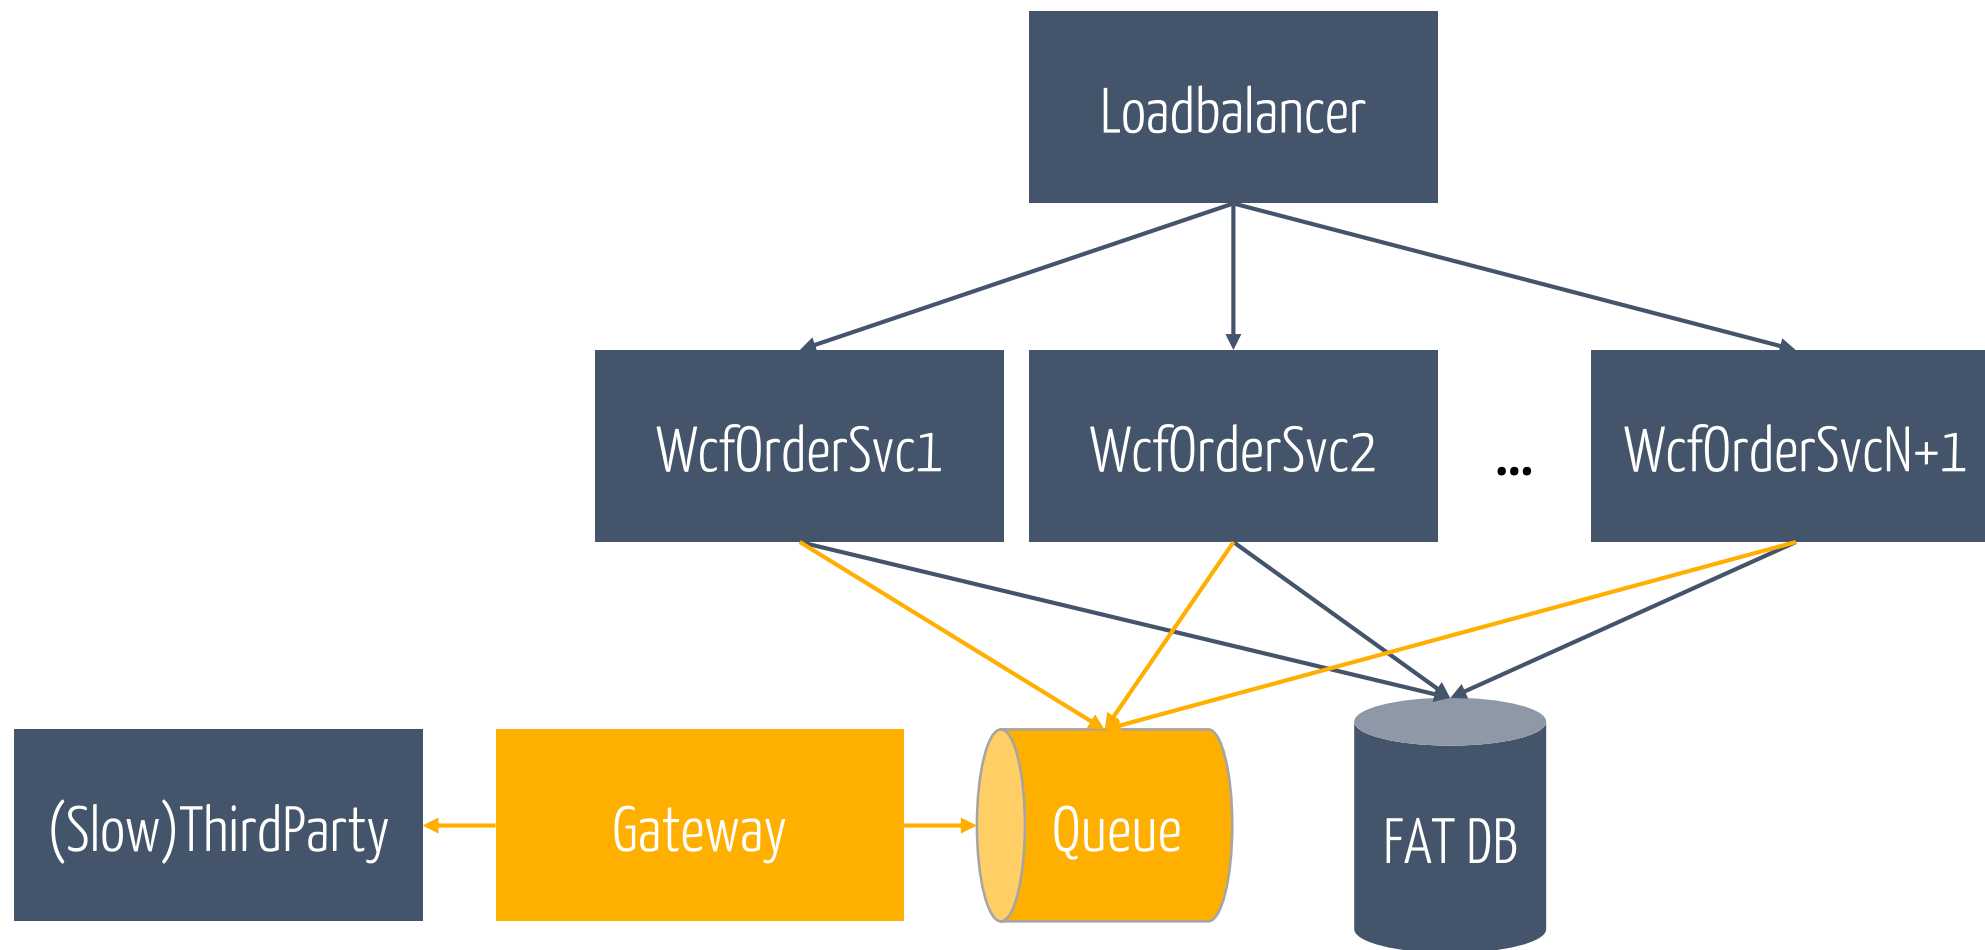 Loadbalancer
WcfOrderSvc1
WcfOrderSvc2
...
WcfOrderSvcN+1
(Slow)ThirdParty
Gateway
Queue
FAT DB